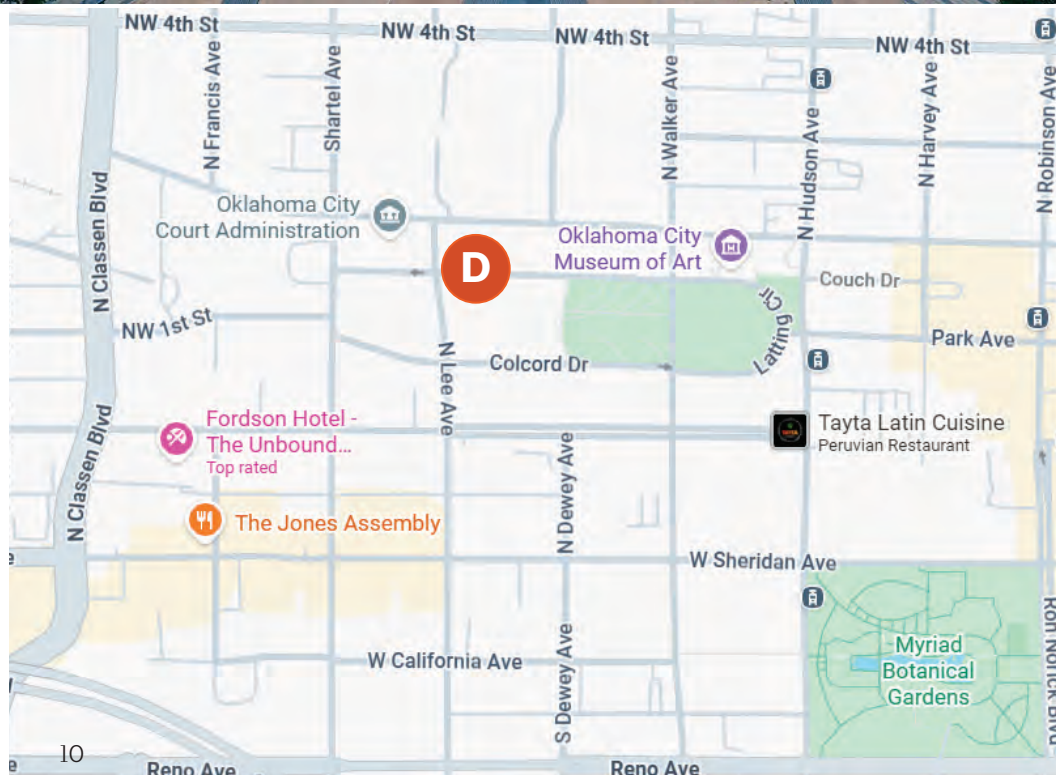 NW 4th St
NW 4th St
NW 4th St
NW 4th St
N Francis Ave
Shartel Ave
N Walker Ave
N Hudson Ave
N Harvey Ave
N Robinson Ave
N Classen Blvd
Oklahoma City
Court Administration
D
Oklahoma City
Museum of Art
Couch Dr
Latting Cir
NW 1st St
Park Ave
N Lee Ave
Colcord Dr
Fordson Hotel -
The Unbound...
Top rated
Tayta Latin Cuisine
Peruvian Restaurant
N Classen Blvd
The Jones Assembly
N Dewey Ave
W Sheridan Ave
e
W California Ave
S Dewey Ave
Myriad
Botanical
Gardens
Ron Norick Blvd
10
e
Reno Ave
Reno Ave